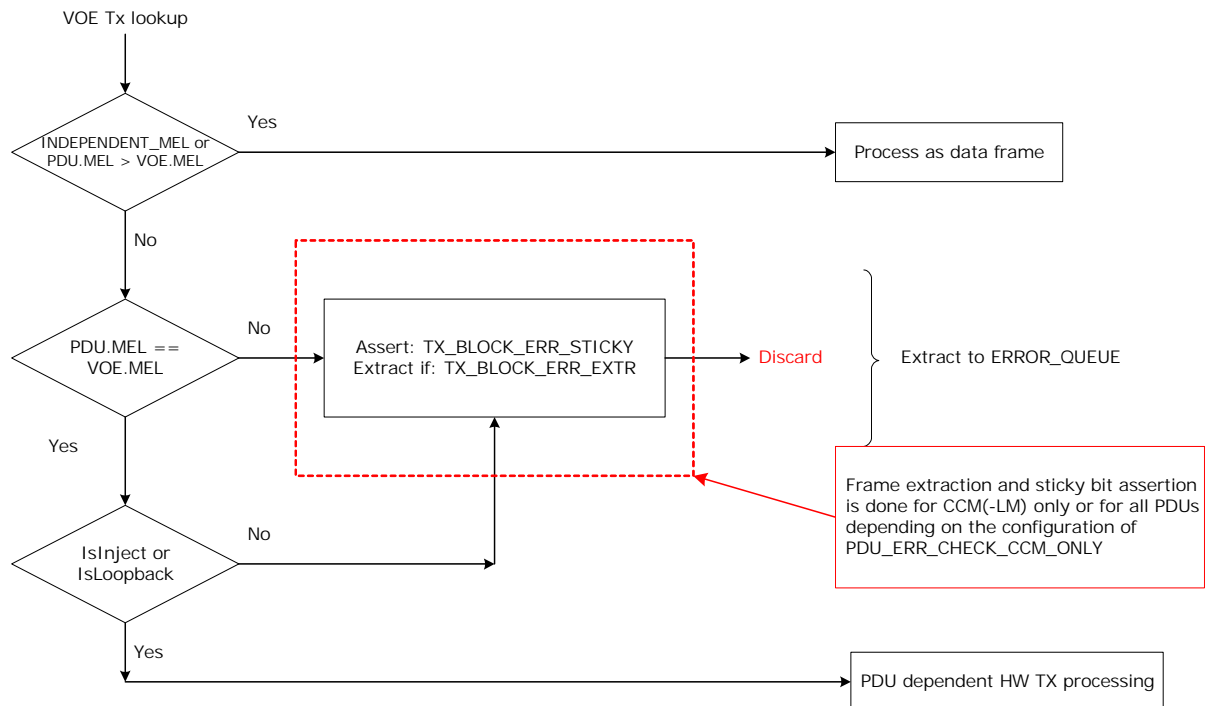 VOE Tx lookup
INDEPENDENT_MEL or
PDU.MEL > VOE.MEL
Yes
Process as data frame
No
PDU.MEL ==
VOE.MEL
No
Assert: TX_BLOCK_ERR_STICKY
Extract if: TX_BLOCK_ERR_EXTR
Discard
Extract to ERROR_QUEUE
Yes
Frame extraction and sticky bit assertion
is done for CCM(-LM) only or for all PDUs
depending on the configuration of
PDU_ERR_CHECK_CCM_ONLY
IsInject or
IsLoopback
No
Yes
PDU dependent HW TX processing